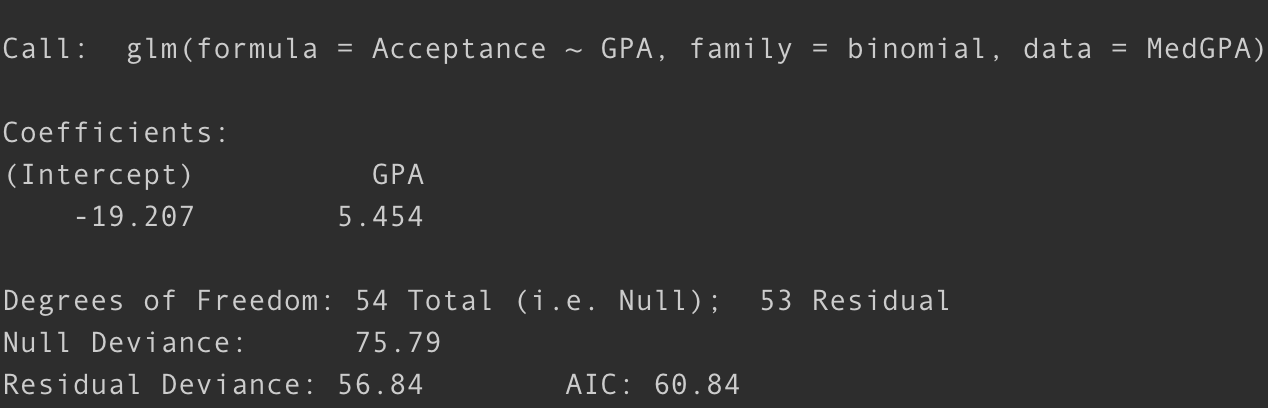 Call:  glm(formula = Acceptance ~ GPA, family = binomial, data = MedGPA)
Coefficients:
(Intercept)          GPA
    -19.207        5.454
Degrees of Freedom: 54 Total (i.e. Null);  53 Residual
Null Deviance:      75.79
Residual Deviance: 56.84        AIC: 60.84